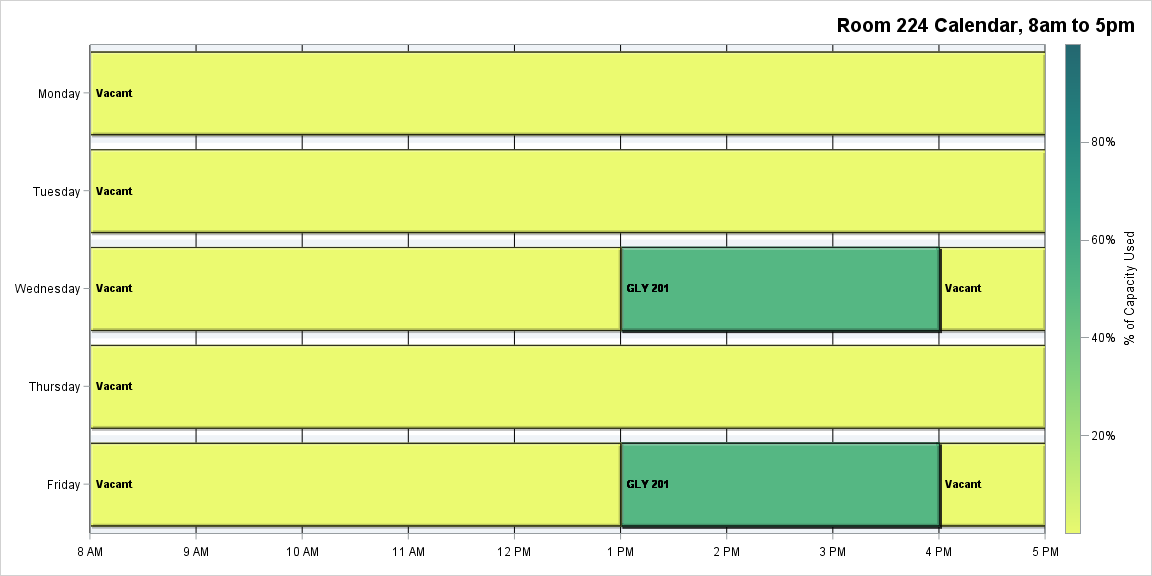 Room 224 Calendar, 8am to 5pm
Monday
Vacant
Tuesday
Vacant
Wednesday
Vacant
GLY 201
Vacant
Thursday
Vacant
Friday
Vacant
GLY 201
Vacant
8 AM
9 AM
10 AM
11 AM
12 PM
1 PM
2 PM
3 PM
4 PM
5 PM
80%
60%
40%
20%
% of Capacity Used